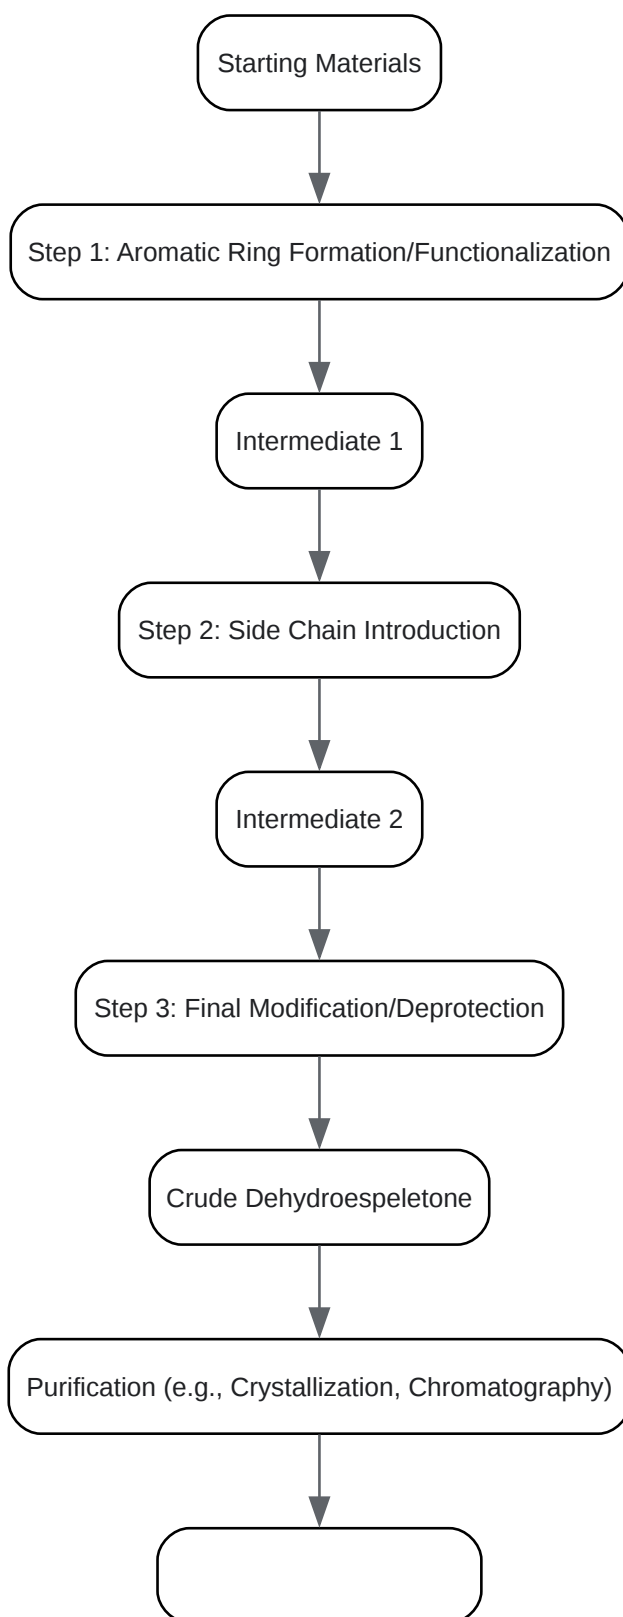 Starting Materials
Step 1: Aromatic Ring Formation/Functionalization
Intermediate 1
Step 2: Side Chain Introduction
Intermediate 2
Step 3: Final Modification/Deprotection
Crude Dehydroespeletone
Purification (e.g., Crystallization, Chromatography)